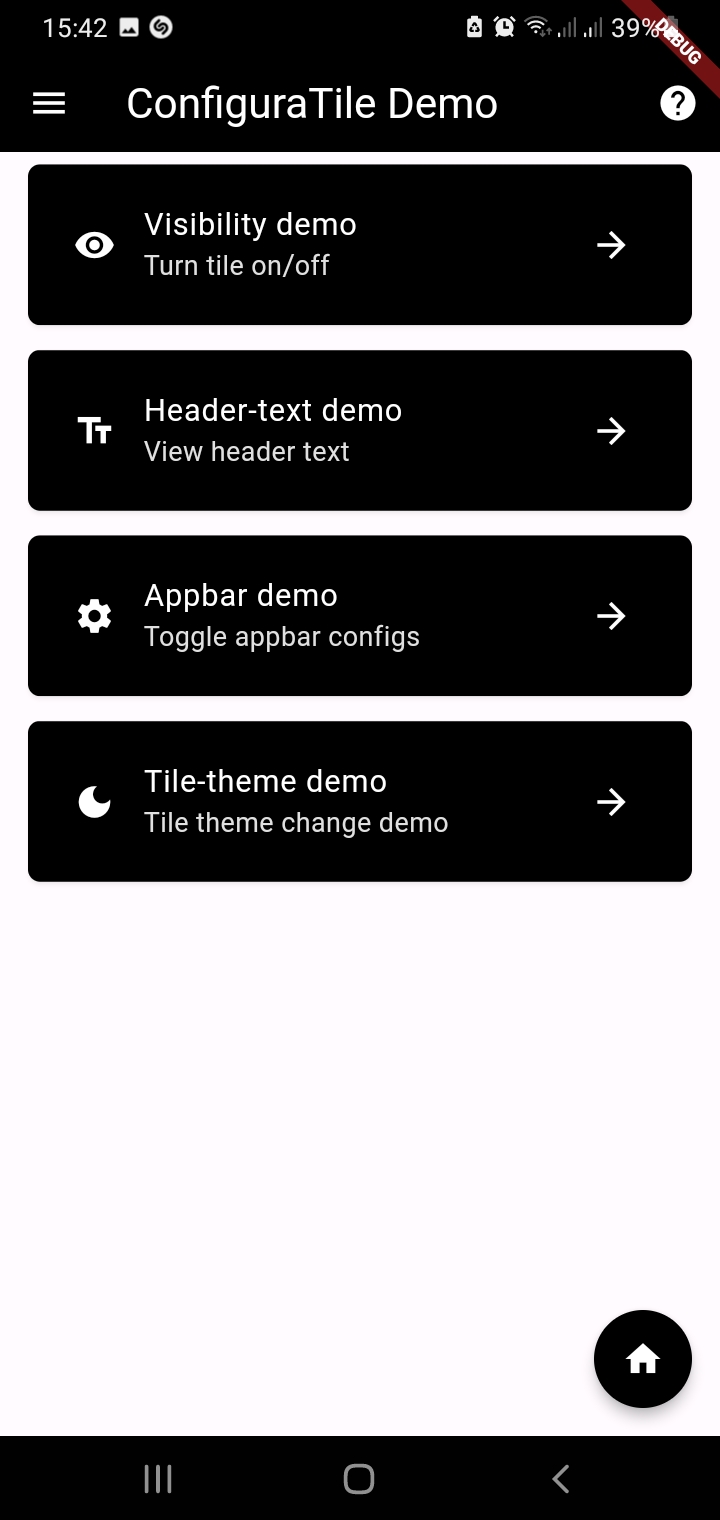 15:42 39%
DEBUG
ConfiguraTile Demo
Visibility demo
Turn tile on/off
Header-text demo
View header text
Appbar demo
Toggle appbar configs
Tile-theme demo
Tile theme change demo